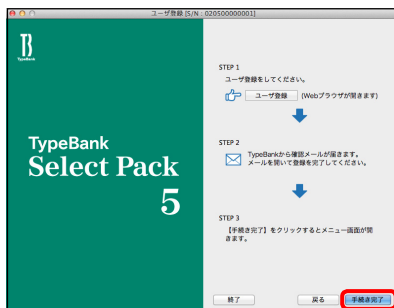 ユーザ登録 [S/N : 020500000001]
TB
TypeBank
TypeBank
Select Pack
5
STEP 1
ユーザ登録をしてください。
ユーザ登録 (Webブラウザが開きます)
STEP 2
TypeBankから確認メールが届きます。
メールを開いて登録を完了してください。
STEP 3
【手続き完了】をクリックするとメニュー画面が開
きます。
終了 戻る 手続き完了